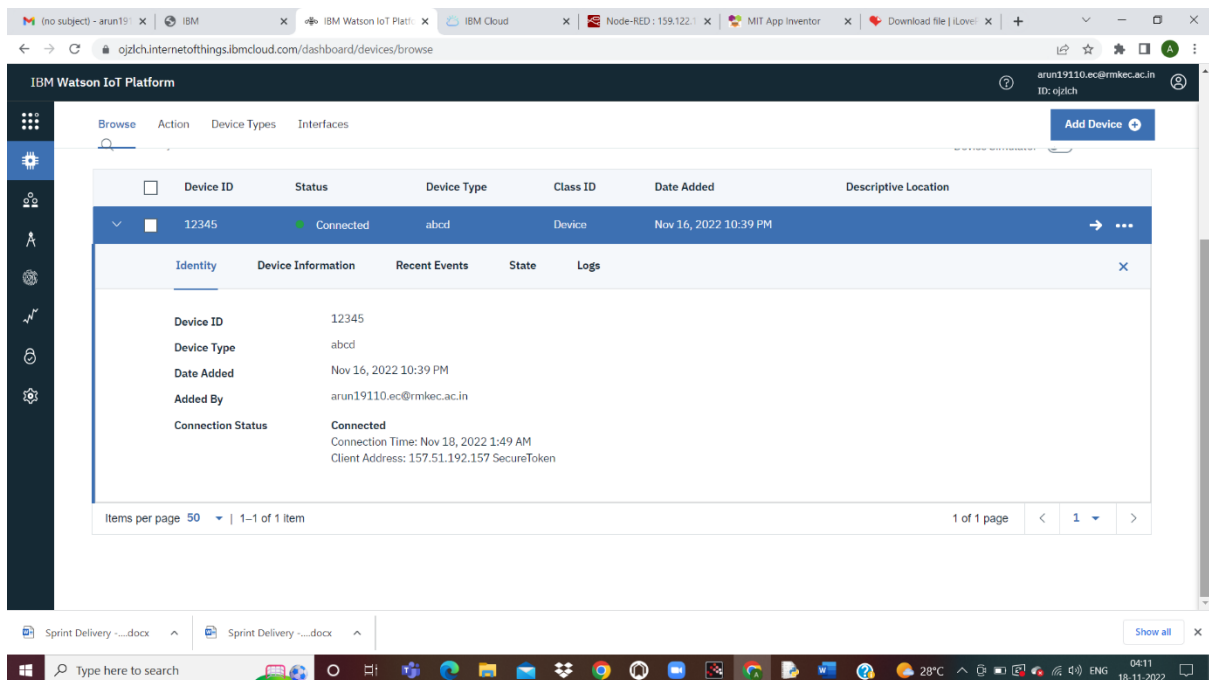 (no subject) - arun191
IBM
IBM Watson IoT Platfo
IBM Cloud
Node-RED : 159.122.1
MIT App Inventor
Download file | iLovel
ojzlch.internetofthings.ibmcloud.com/dashboard/devices/browse
A
IBM Watson IoT Platform
arun19110.ec@rmkec.ac.in
ID: ojzlch
Browse Action Device Types Interfaces
Add Device
Device ID Status Device Type Class ID Date Added Descriptive Location
12345 Connected abcd Device Nov 16, 2022 10:39 PM
Identity Device Information Recent Events State Logs
Device ID 12345
Device Type abcd
Date Added Nov 16, 2022 10:39 PM
Added By arun19110.ec@rmkec.ac.in
Connection Status Connected
Connection Time: Nov 18, 2022 1:49 AM
Client Address: 157.51.192.157 SecureToken
Items per page 50 | 1–1 of 1 item 1 of 1 page 1
Sprint Delivery -....docx Sprint Delivery -....docx Show all
Type here to search 28°C ENG 04:11
18-11-2022